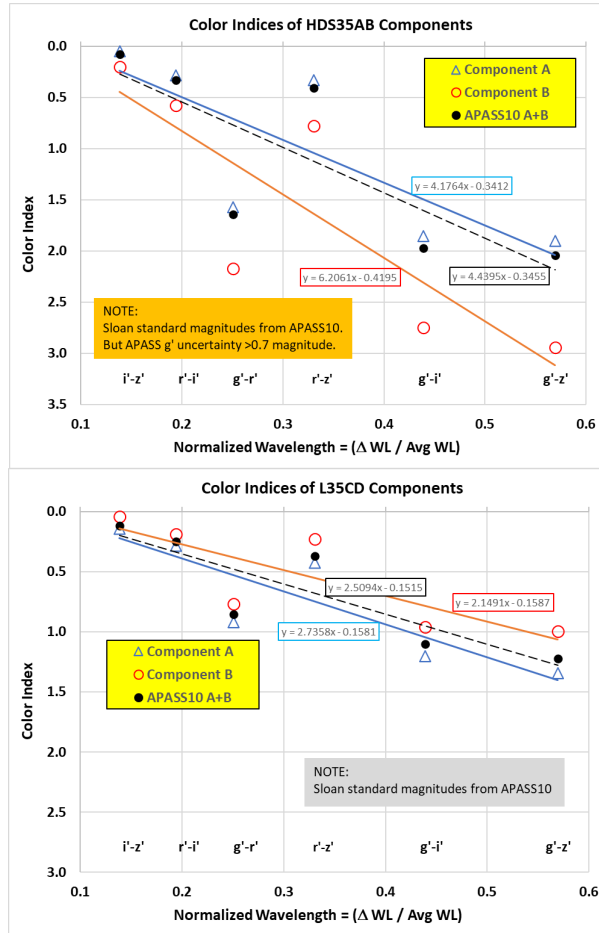 Color Indices of HDS35AB Components
0.0
0.5
1.0
1.5
2.0
2.5
3.0
3.5
Color Index
Component A
Component B
APASS10 A+B
y = 4.1764x - 0.3412
y = 6.2061x - 0.4195
y = 4.4395x - 0.3455
NOTE:
Sloan standard magnitudes from APASS10.
But APASS g' uncertainty >0.7 magnitude.
i'-z' r'-i' g'-r' r'-z' g'-i' g'-z'
0.1 0.2 0.3 0.4 0.5 0.6
Normalized Wavelength = (Δ WL / Avg WL)
Color Indices of L35CD Components
0.0
0.5
1.0
1.5
2.0
2.5
3.0
Color Index
y = 2.5094x - 0.1515
y = 2.1491x - 0.1587
y = 2.7358x - 0.1581
Component A
Component B
APASS10 A+B
NOTE:
Sloan standard magnitudes from APASS10
i'-z' r'-i' g'-r' r'-z' g'-i' g'-z'
0.1 0.2 0.3 0.4 0.5 0.6
Normalized Wavelength = (Δ WL / Avg WL)